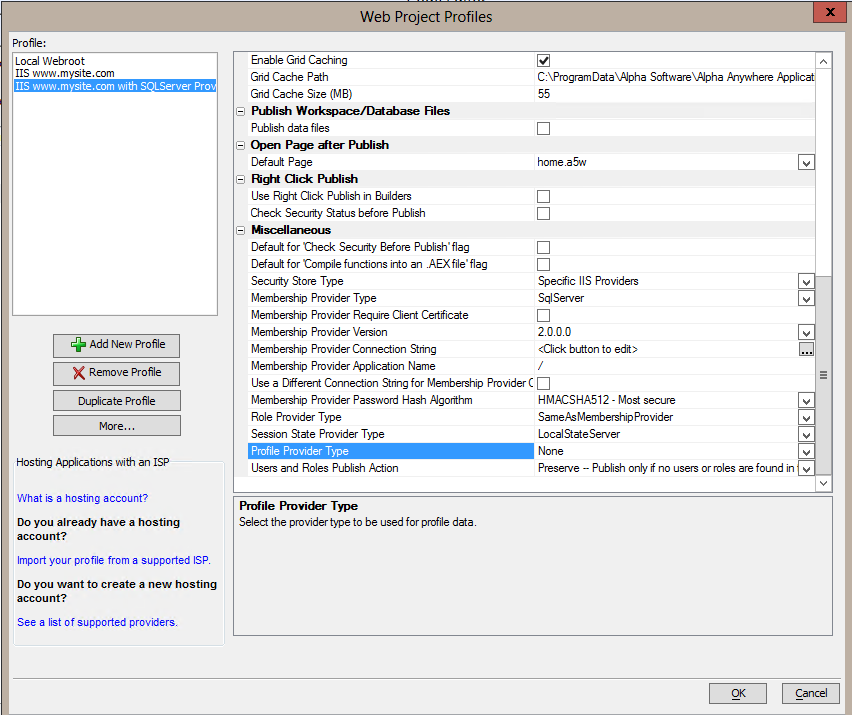 Web Project Profiles
x
Profile:
Local Webroot
IIS www.mysite.com
IIS www.mysite.com with SQLServer Prov
Add New Profile
Remove Profile
Duplicate Profile
More...
Hosting Applications with an ISP
What is a hosting account?
Do you already have a hosting
account?
Import your profile from a supported ISP.
Do you want to create a new hosting
account?
See a list of supported providers.
Enable Grid Caching
Grid Cache Path C:\ProgramData\Alpha Software\Alpha Anywhere Applicat
Grid Cache Size (MB) 55
Publish Workspace/Database Files
Publish data files
Open Page after Publish
Default Page home.a5w
Right Click Publish
Use Right Click Publish in Builders
Check Security Status before Publish
Miscellaneous
Default for 'Check Security Before Publish' flag
Default for 'Compile functions into an .AEX file' flag
Security Store Type Specific IIS Providers
Membership Provider Type SqlServer
Membership Provider Require Client Certificate
Membership Provider Version 2.0.0.0
Membership Provider Connection String <Click button to edit> ...
Membership Provider Application Name /
Use a Different Connection String for Membership Provider C
Membership Provider Password Hash Algorithm HMACSHA512 - Most secure
Role Provider Type SameAsMembershipProvider
Session State Provider Type LocalStateServer
Profile Provider Type None
Users and Roles Publish Action Preserve -- Publish only if no users or roles are found in
Profile Provider Type
Select the provider type to be used for profile data.
OK Cancel